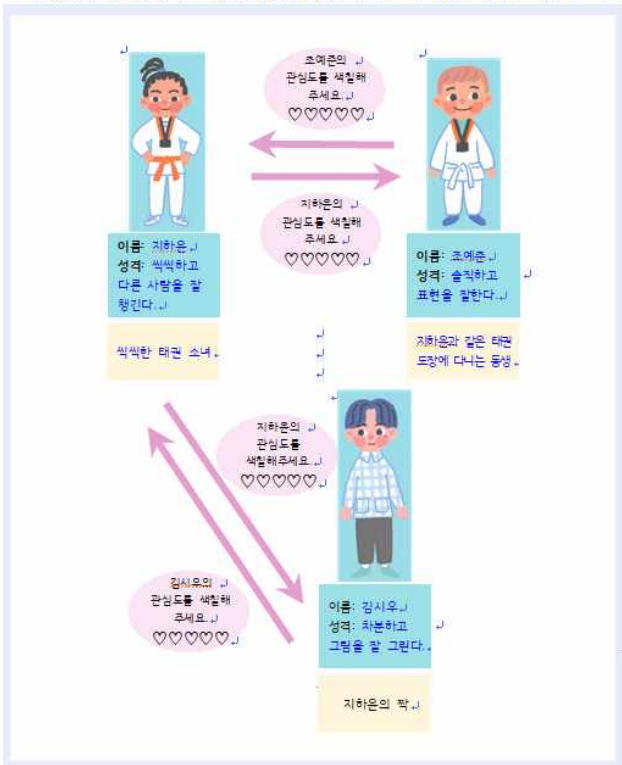 조예준의
관심도를 색칠해
주세요.
♡♡♡♡♡
지하윤의
관심도를 색칠해
주세요.
♡♡♡♡♡
이름: 지하윤
성격: 씩씩하고
다른 사람을 잘
챙긴다.
씩씩한 태권 소녀
이름: 조예준
성격: 솔직하고
표현을 잘한다.
지하윤과 같은 태권
도장에 다니는 동생
지하윤의
관심도를
색칠해주세요.
♡♡♡♡♡
김시우의
관심도를 색칠해
주세요.
♡♡♡♡♡
이름: 김시우
성격: 차분하고
그림을 잘 그린다.
지하윤의 짝